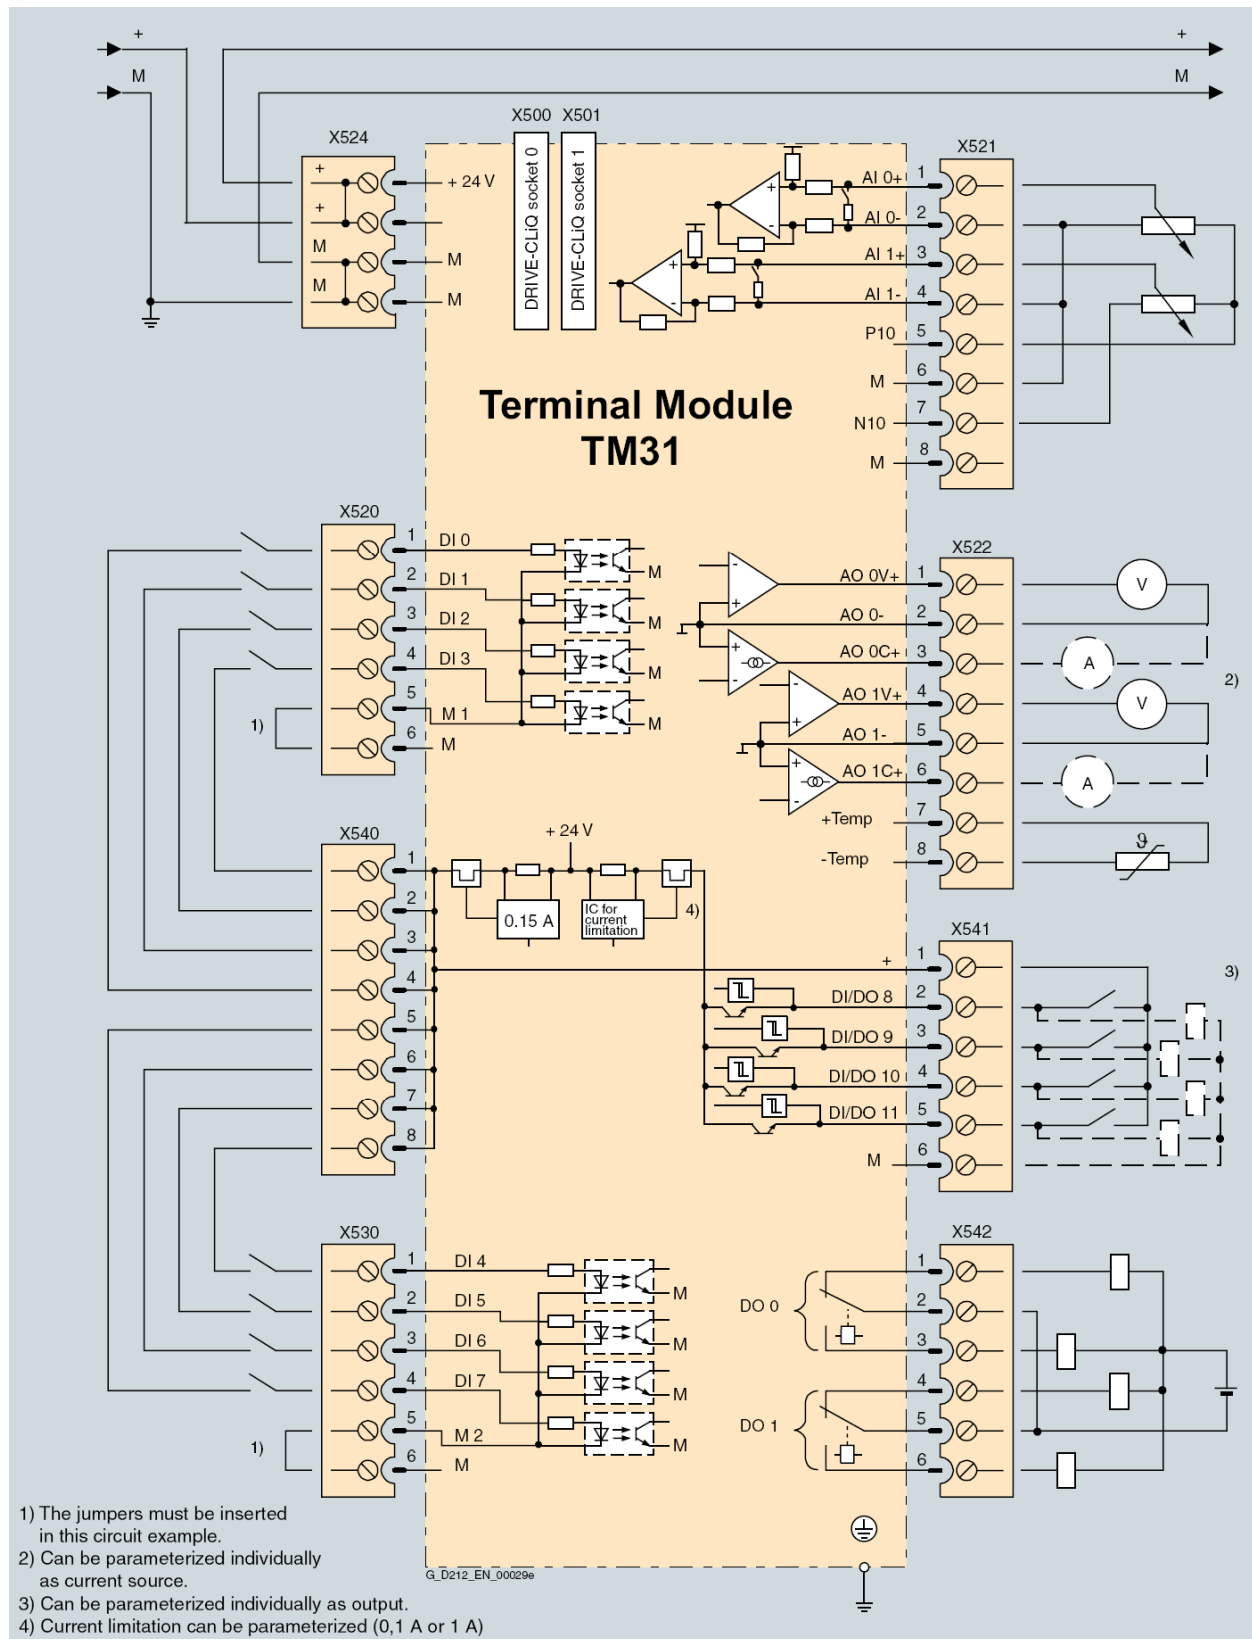 +
M
+
M
X500 X501
X524
+
+
M
M
+ 24 V
M
M
DRIVE-CLiQ socket 0
DRIVE-CLiQ socket 1
X521
AI 0+ 1
AI 0- 2
AI 1+ 3
AI 1- 4
P10 5
M 6
N10 7
M 8
+
-
+
-
Terminal Module
TM31
X520
1 DI 0
2 DI 1
3 DI 2
4 DI 3
5 M 1
6 M
1)
M
M
M
M
X522
AO 0V+ 1
AO 0- 2
AO 0C+ 3
AO 1V+ 4
AO 1- 5
AO 1C+ 6
+Temp 7
-Temp 8
-
+
+
-
-
+
+
-
V
A
V
A
2)
ϑ
X540
1
2
3
4
5
6
7
8
+ 24 V
0.15 A
IC for
current
limitation
4)
X541
+ 1
DI/DO 8 2
DI/DO 9 3
DI/DO 10 4
DI/DO 11 5
M 6
3)
X530
1 DI 4
2 DI 5
3 DI 6
4 DI 7
5 M 2
6 M
1)
M
M
M
M
X542
DO 0
DO 1
1
2
3
4
5
6
1) The jumpers must be inserted
in this circuit example.
2) Can be parameterized individually
as current source.
3) Can be parameterized individually as output.
4) Current limitation can be parameterized (0,1 A or 1 A)
G_D212_EN_00029e